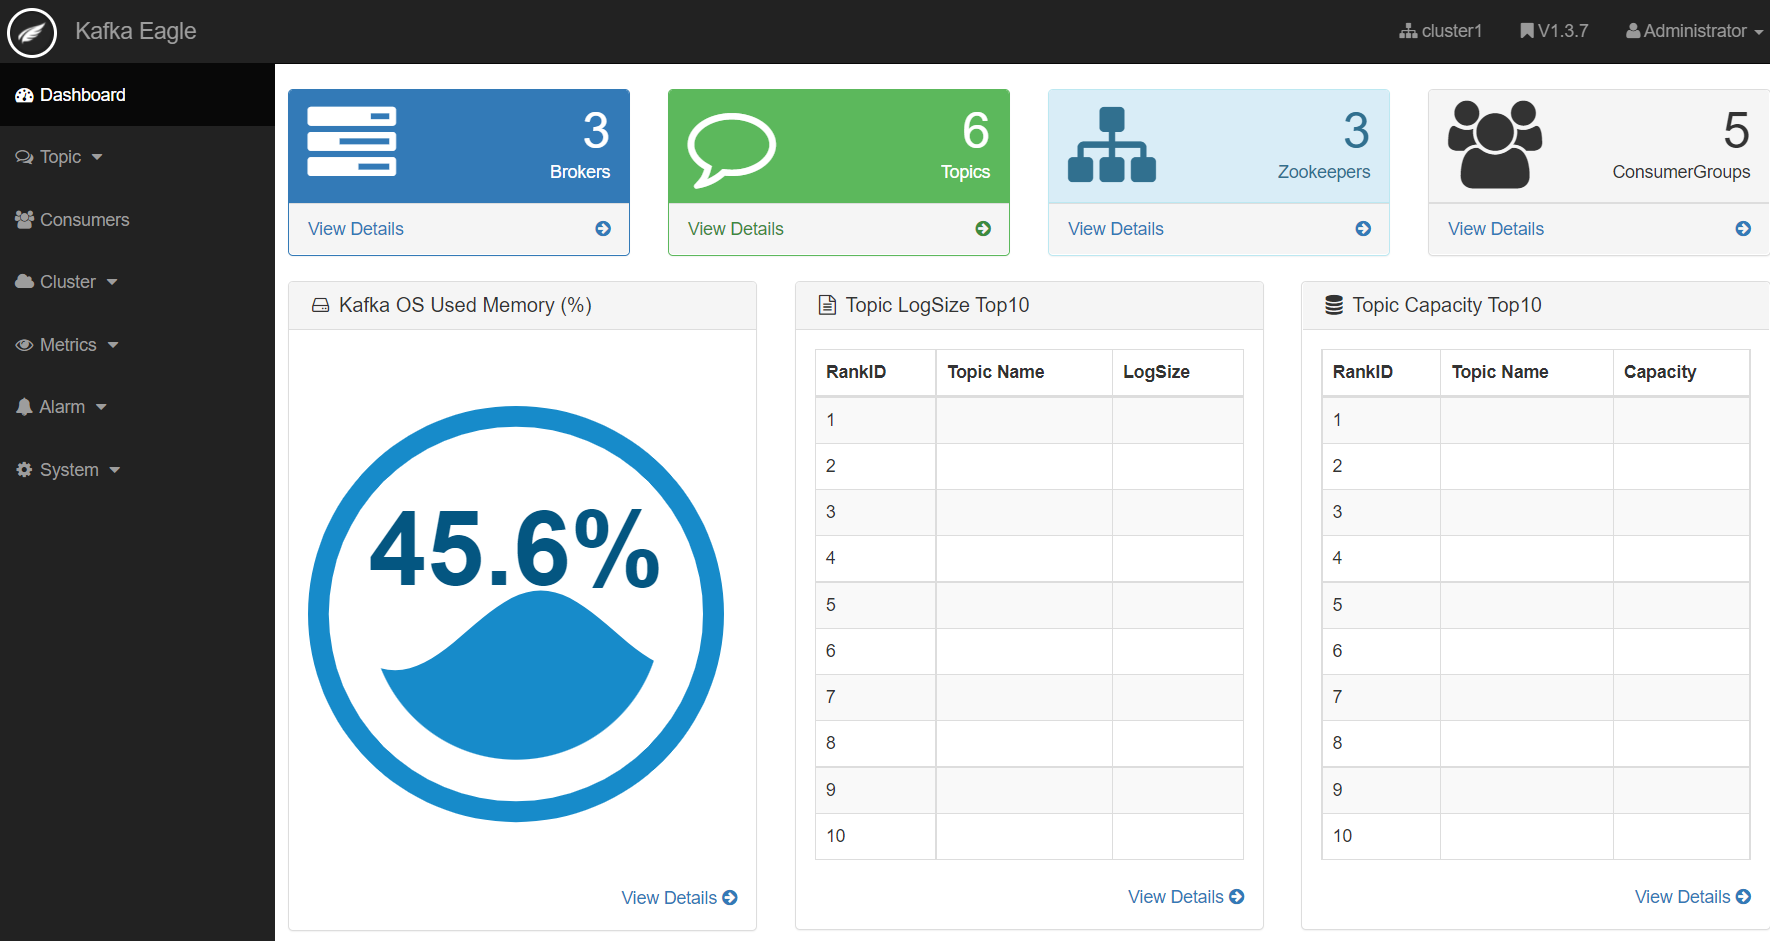 Kafka Eagle
cluster1 V1.3.7 Administrator
Dashboard
Topic
Consumers
Cluster
Metrics
Alarm
System
3
Brokers
View Details
6
Topics
View Details
3
Zookeepers
View Details
5
ConsumerGroups
View Details
Kafka OS Used Memory (%)
45.6%
View Details
Topic LogSize Top10
RankID Topic Name LogSize
1
2
3
4
5
6
7
8
9
10
View Details
Topic Capacity Top10
RankID Topic Name Capacity
1
2
3
4
5
6
7
8
9
10
View Details